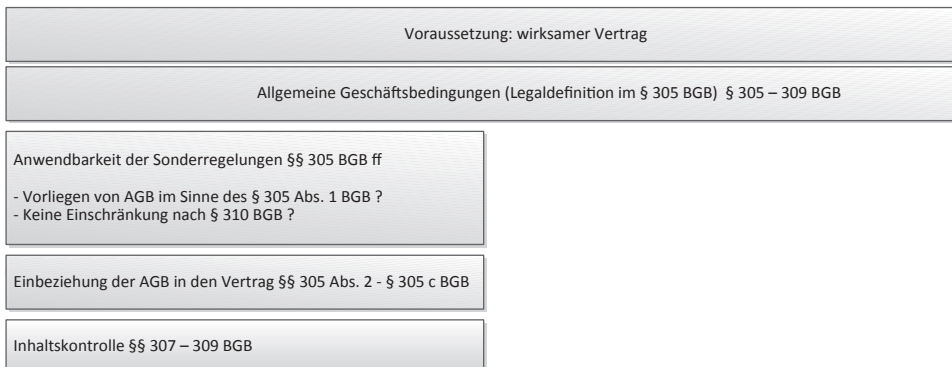 Voraussetzung: wirksamer Vertrag
Allgemeine Geschäftsbedingungen (Legaldefinition im § 305 BGB) § 305 – 309 BGB
Anwendbarkeit der Sonderregelungen §§ 305 BGB ff
- Vorliegen von AGB im Sinne des § 305 Abs. 1 BGB ?
- Keine Einschränkung nach § 310 BGB ?
Einbeziehung der AGB in den Vertrag §§ 305 Abs. 2 - § 305 c BGB
Inhaltskontrolle §§ 307 – 309 BGB